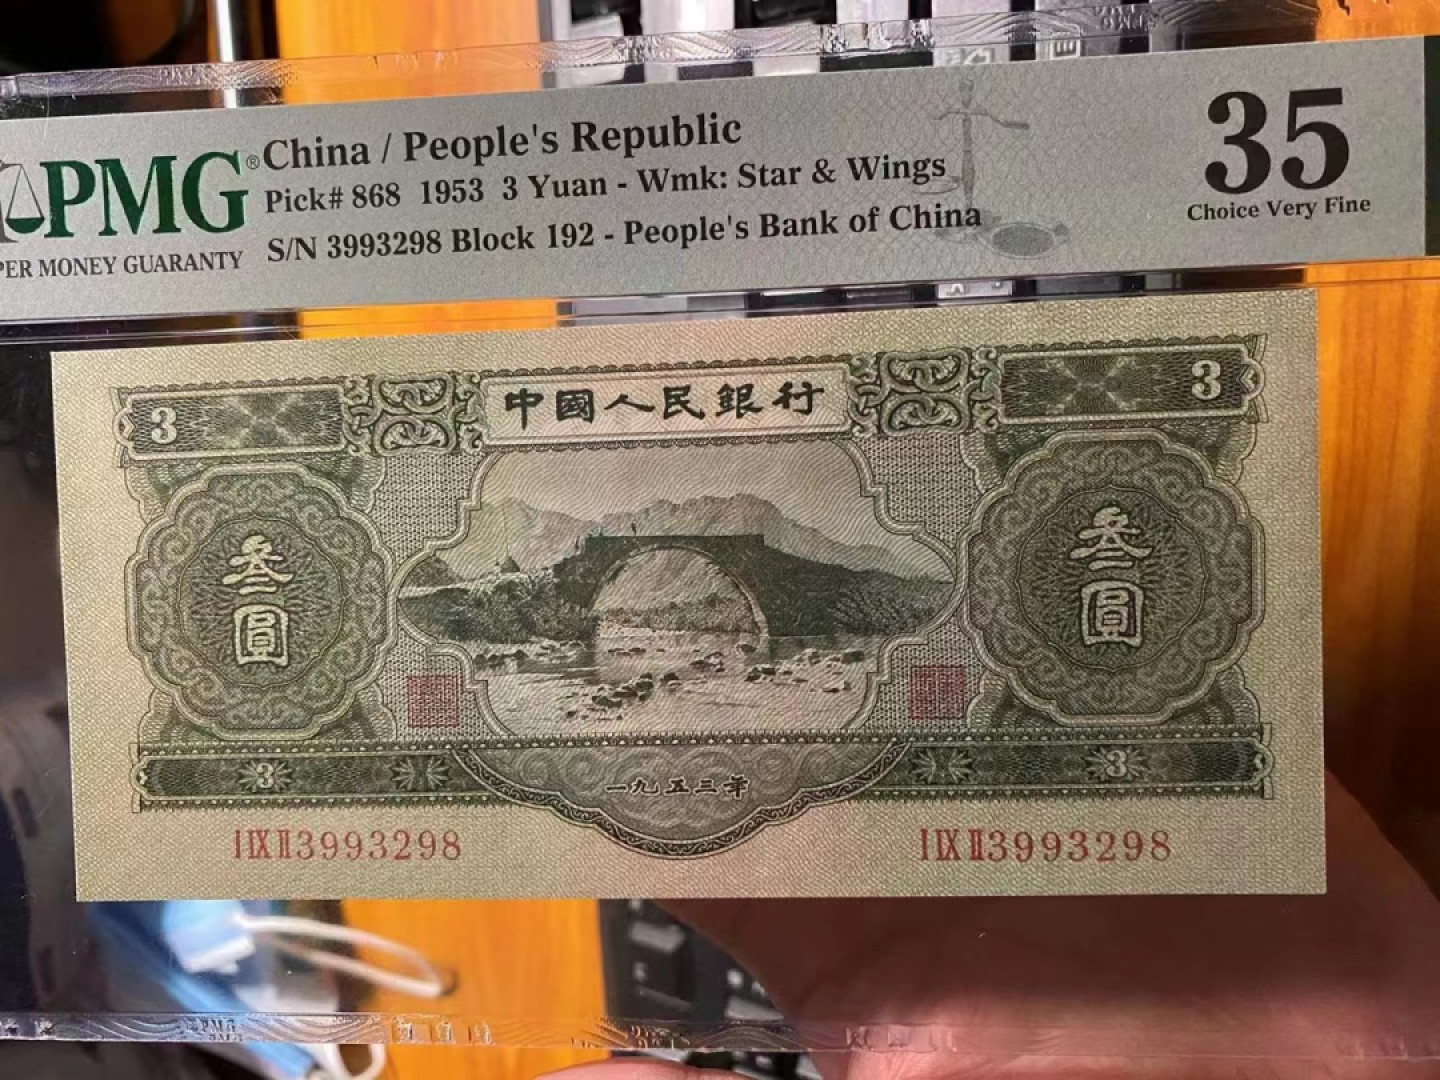 PMG®
PER MONEY GUARANTY
China / People's Republic
Pick# 868 1953 3 Yuan - Wmk: Star & Wings
S/N 3993298 Block 192 - People's Bank of China
35
Choice Very Fine
3
中國人民銀行
3
叁圓
叁圓
3
一九五三年
3
I IX II 3993298
I IX II 3993298